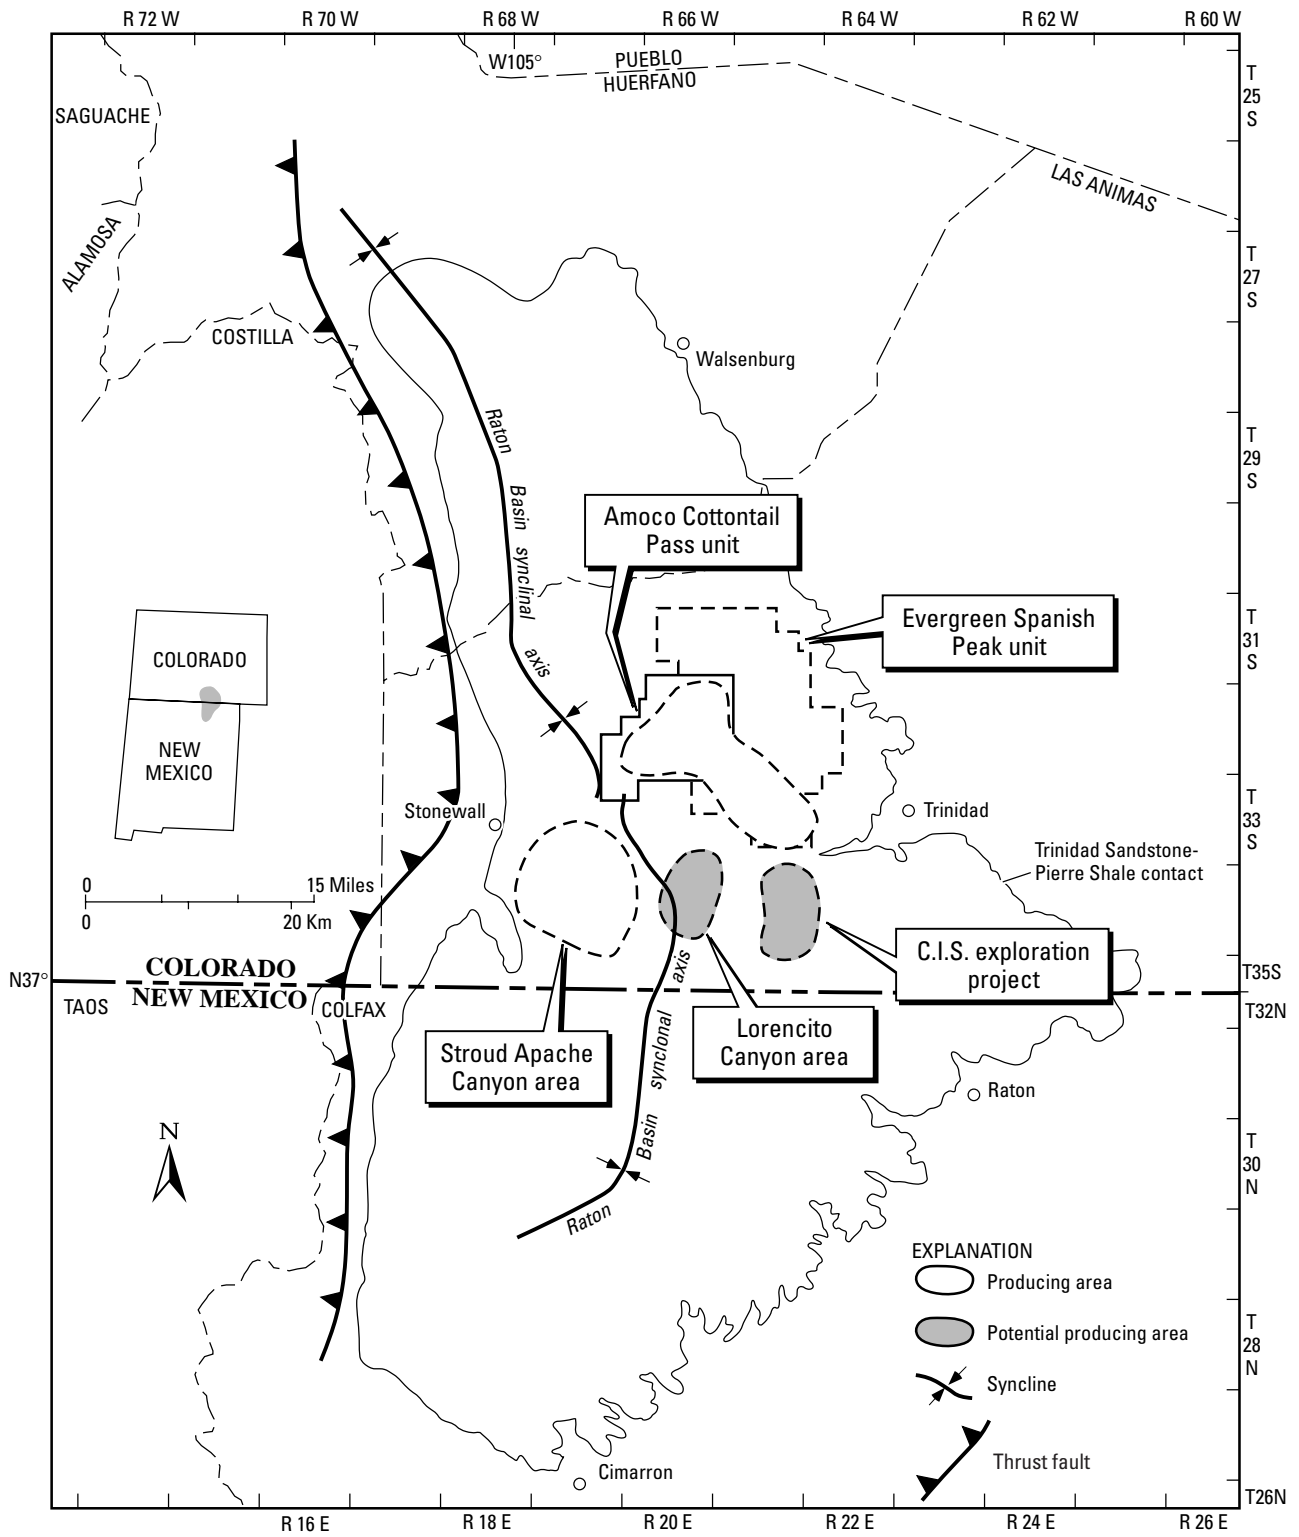 R 72 W
R 70 W
R 68 W
R 66 W
R 64 W
R 62 W
R 60 W
W105°
PUEBLO
HUERFANO
T
25
S
SAGUACHE
LAS ANIMAS
ALAMOSA
T
27
S
COSTILLA
Walsenburg
Raton
Basin
synclinal
axis
T
29
S
Amoco Cottontail
Pass unit
Evergreen Spanish
Peak unit
T
31
S
COLORADO
NEW
MEXICO
Stonewall
Trinidad
T
33
S
Trinidad Sandstone-
Pierre Shale contact
0
15 Miles
0
20 Km
C.I.S. exploration
project
N37°
COLORADO
NEW MEXICO
TAOS
COLFAX
T35S
T32N
axis
synclonal
Basin
Raton
Stroud Apache
Canyon area
Lorencito
Canyon area
Raton
N
T
30
N
EXPLANATION
Producing area
Potential producing area
Syncline
Thrust fault
T
28
N
Cimarron
T26N
R 16 E
R 18 E
R 20 E
R 22 E
R 24 E
R 26 E